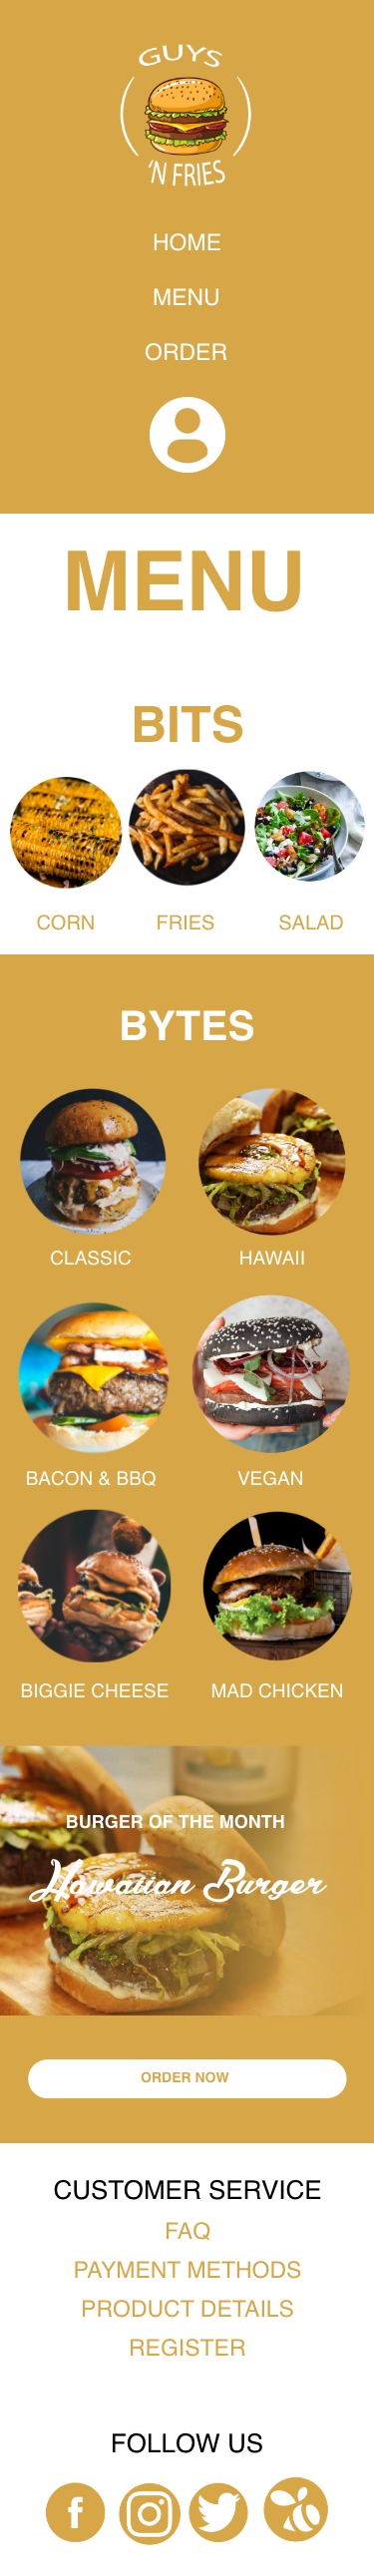 GUYS
'N FRIES
HOME
MENU
ORDER
MENU
BITS
CORN FRIES SALAD
BYTES
CLASSIC HAWAII
BACON & BBQ VEGAN
BIGGIE CHEESE MAD CHICKEN
BURGER OF THE MONTH
Hawaiian Burger
ORDER NOW
CUSTOMER SERVICE
FAQ
PAYMENT METHODS
PRODUCT DETAILS
REGISTER
FOLLOW US